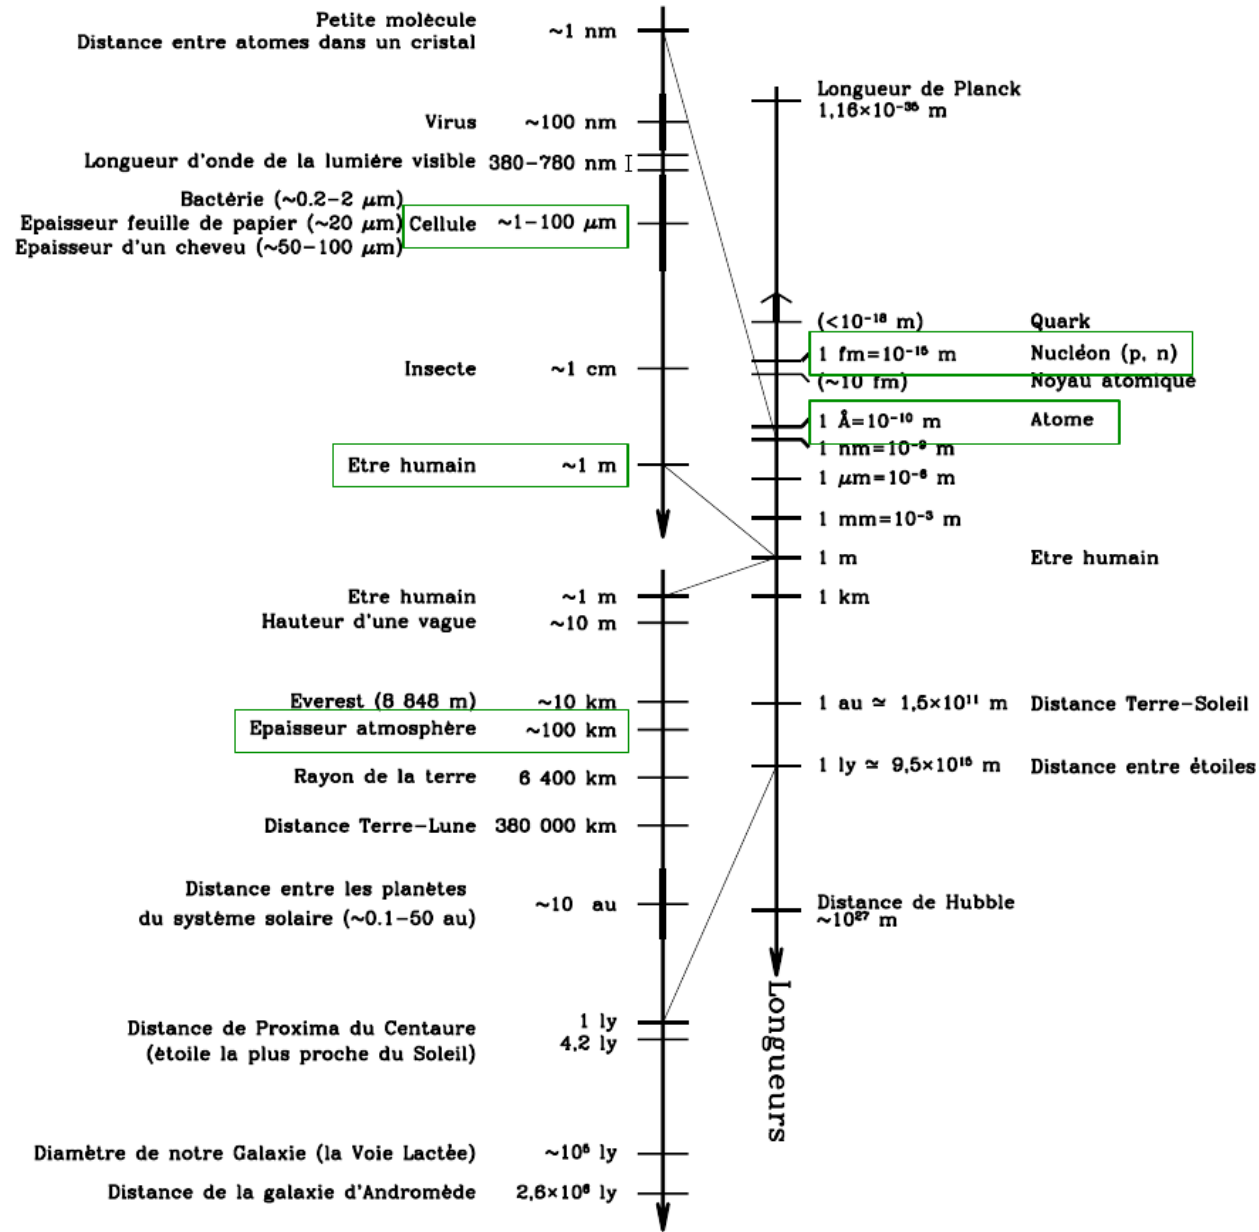 Petite molécule
Distance entre atomes dans un cristal ~1 nm
Virus ~100 nm
Longueur d'onde de la lumière visible 380-780 nm
Bactérie (~0.2-2 μm)
Epaisseur feuille de papier (~20 μm) Cellule ~1-100 μm
Epaisseur d'un cheveu (~50-100 μm)
Insecte ~1 cm
Etre humain ~1 m
Etre humain ~1 m
Hauteur d'une vague ~10 m
Everest (8 848 m) ~10 km
Epaisseur atmosphère ~100 km
Rayon de la terre 6 400 km
Distance Terre-Lune 380 000 km
Distance entre les planètes
du système solaire (~0.1-50 au) ~10 au
1 ly
Distance de Proxima du Centaure
(étoile la plus proche du Soleil) 4,2 ly
Diamètre de notre Galaxie (la Voie Lactée) ~10⁵ ly
Distance de la galaxie d'Andromède 2,6×10⁶ ly
Longueur de Planck
1,16×10⁻³⁵ m
(<10⁻¹⁸ m) Quark
1 fm=10⁻¹⁵ m Nucléon (p, n)
(~10 fm) Noyau atomique
1 Å=10⁻¹⁰ m Atome
1 nm=10⁻⁹ m
1 μm=10⁻⁶ m
1 mm=10⁻³ m
1 m Etre humain
1 km
1 au ≃ 1,5×10¹¹ m Distance Terre-Soleil
1 ly ≃ 9,5×10¹⁵ m Distance entre étoiles
Distance de Hubble
~10²⁷ m
Longueurs